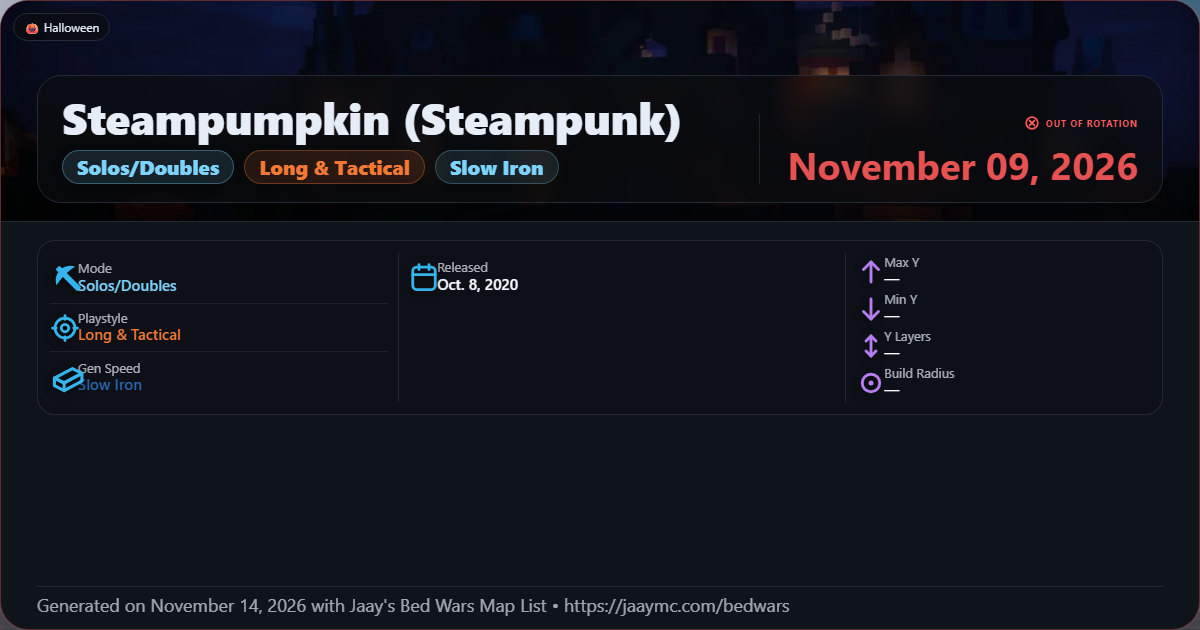 Halloween
Steampumpkin (Steampunk)
Solos/Doubles Long & Tactical Slow Iron
OUT OF ROTATION
November 09, 2026
Mode
Solos/Doubles
Playstyle
Long & Tactical
Gen Speed
Slow Iron
Released
Oct. 8, 2020
Max Y
—
Min Y
—
Y Layers
—
Build Radius
—
Generated on November 14, 2026 with Jaay's Bed Wars Map List • https://jaaymc.com/bedwars